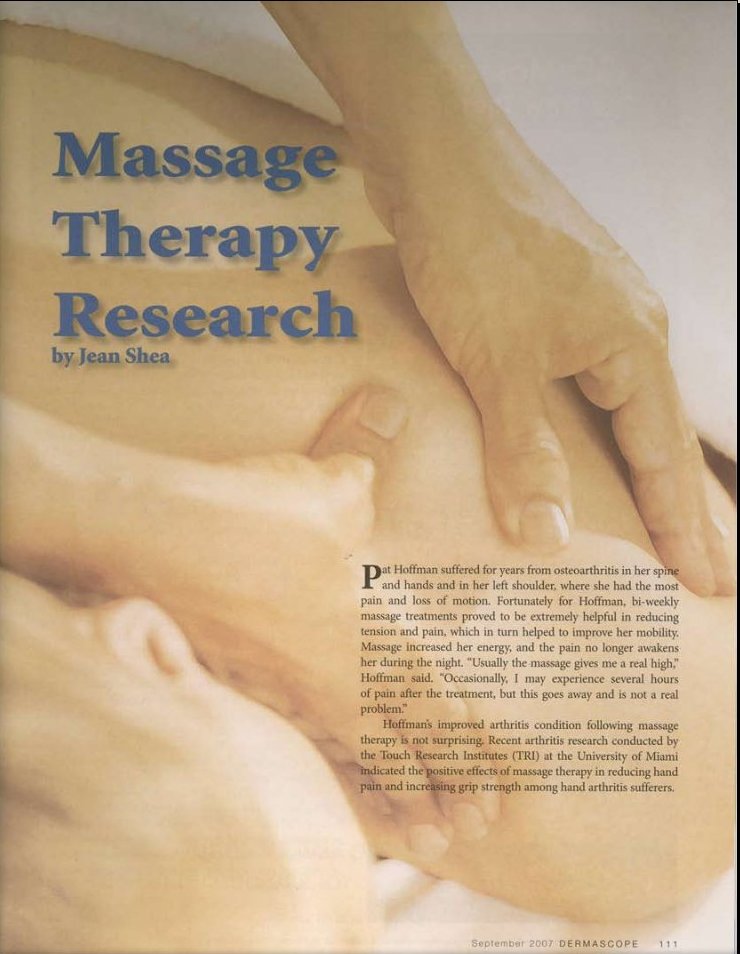 Massage
Therapy
Research
by Jean Shea
Pat Hoffman suffered for years from osteoarthritis in her spine
and hands and in her left shoulder, where she had the most
pain and loss of motion. Fortunately for Hoffman, bi-weekly
massage treatments proved to be extremely helpful in reducing
tension and pain, which in turn helped to improve her mobility.
Massage increased her energy, and the pain no longer awakens
her during the night. “Usually the massage gives me a real high,”
Hoffman said. “Occasionally, I may experience several hours
of pain after the treatment, but this goes away and is not a real
problem.”
Hoffman's improved arthritis condition following massage
therapy is not surprising. Recent arthritis research conducted by
the Touch Research Institutes (TRI) at the University of Miami
indicated the positive effects of massage therapy in reducing hand
pain and increasing grip strength among hand arthritis sufferers.
September 2007 DERMASCOPE 111